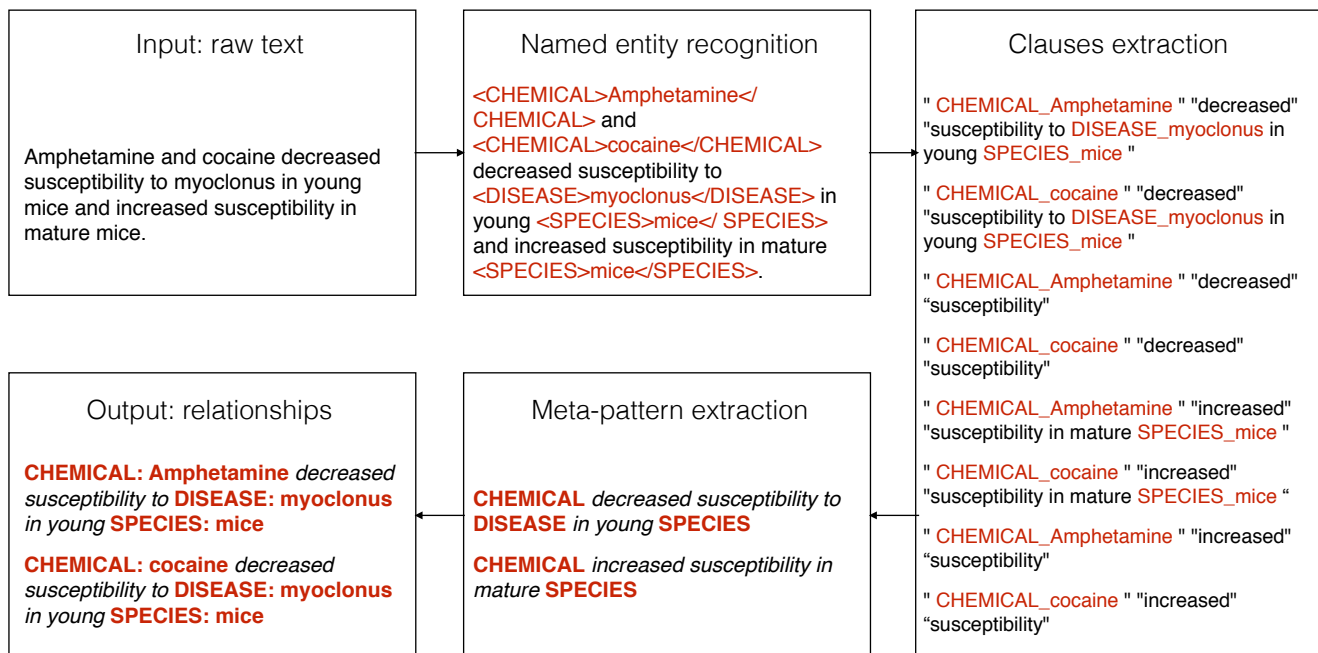 Input: raw text
Amphetamine and cocaine decreased
susceptibility to myoclonus in young
mice and increased susceptibility in
mature mice.
Named entity recognition
<CHEMICAL>Amphetamine</
CHEMICAL> and
<CHEMICAL>cocaine</CHEMICAL>
decreased susceptibility to
<DISEASE>myoclonus</DISEASE> in
young <SPECIES>mice</ SPECIES>
and increased susceptibility in mature
<SPECIES>mice</SPECIES>.
Clauses extraction
" CHEMICAL_Amphetamine " "decreased"
"susceptibility to DISEASE_myoclonus in
young SPECIES_mice "
" CHEMICAL_cocaine " "decreased"
"susceptibility to DISEASE_myoclonus in
young SPECIES_mice "
" CHEMICAL_Amphetamine " "decreased"
“susceptibility"
" CHEMICAL_cocaine " "decreased"
"susceptibility"
" CHEMICAL_Amphetamine " "increased"
"susceptibility in mature SPECIES_mice "
" CHEMICAL_cocaine " "increased"
"susceptibility in mature SPECIES_mice “
" CHEMICAL_Amphetamine " "increased"
“susceptibility"
" CHEMICAL_cocaine " "increased"
“susceptibility"
Meta-pattern extraction
CHEMICAL decreased susceptibility to
DISEASE in young SPECIES
CHEMICAL increased susceptibility in
mature SPECIES
Output: relationships
CHEMICAL: Amphetamine decreased
susceptibility to DISEASE: myoclonus
in young SPECIES: mice
CHEMICAL: cocaine decreased
susceptibility to DISEASE: myoclonus
in young SPECIES: mice